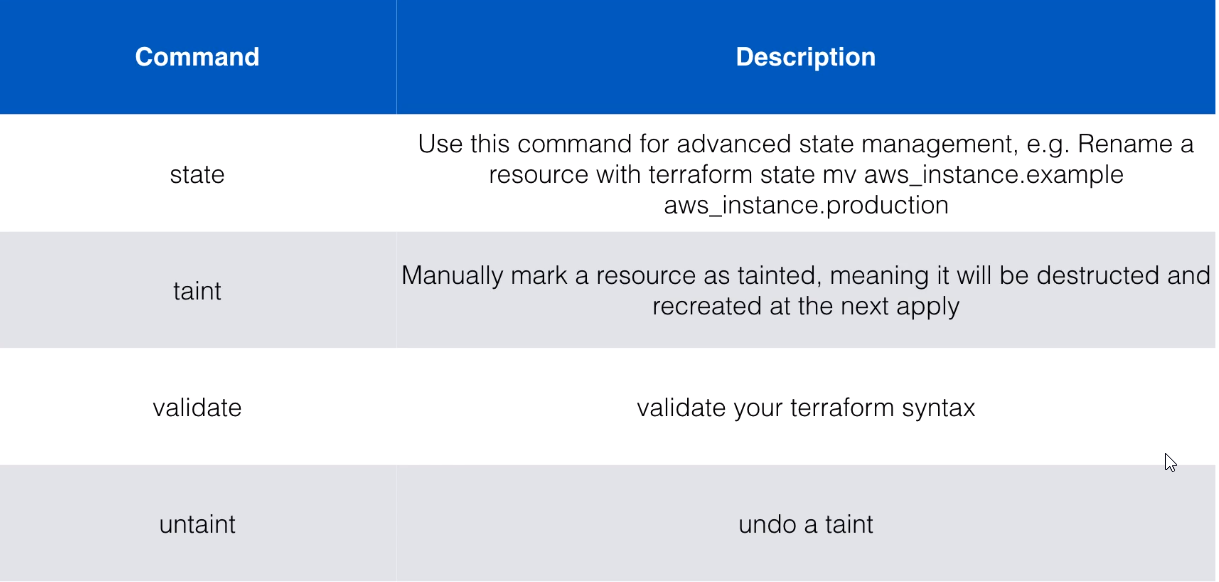 Command
Description
state
Use this command for advanced state management, e.g. Rename a
resource with terraform state mv aws_instance.example
aws_instance.production
taint
Manually mark a resource as tainted, meaning it will be destructed and
recreated at the next apply
validate
validate your terraform syntax
untaint
undo a taint